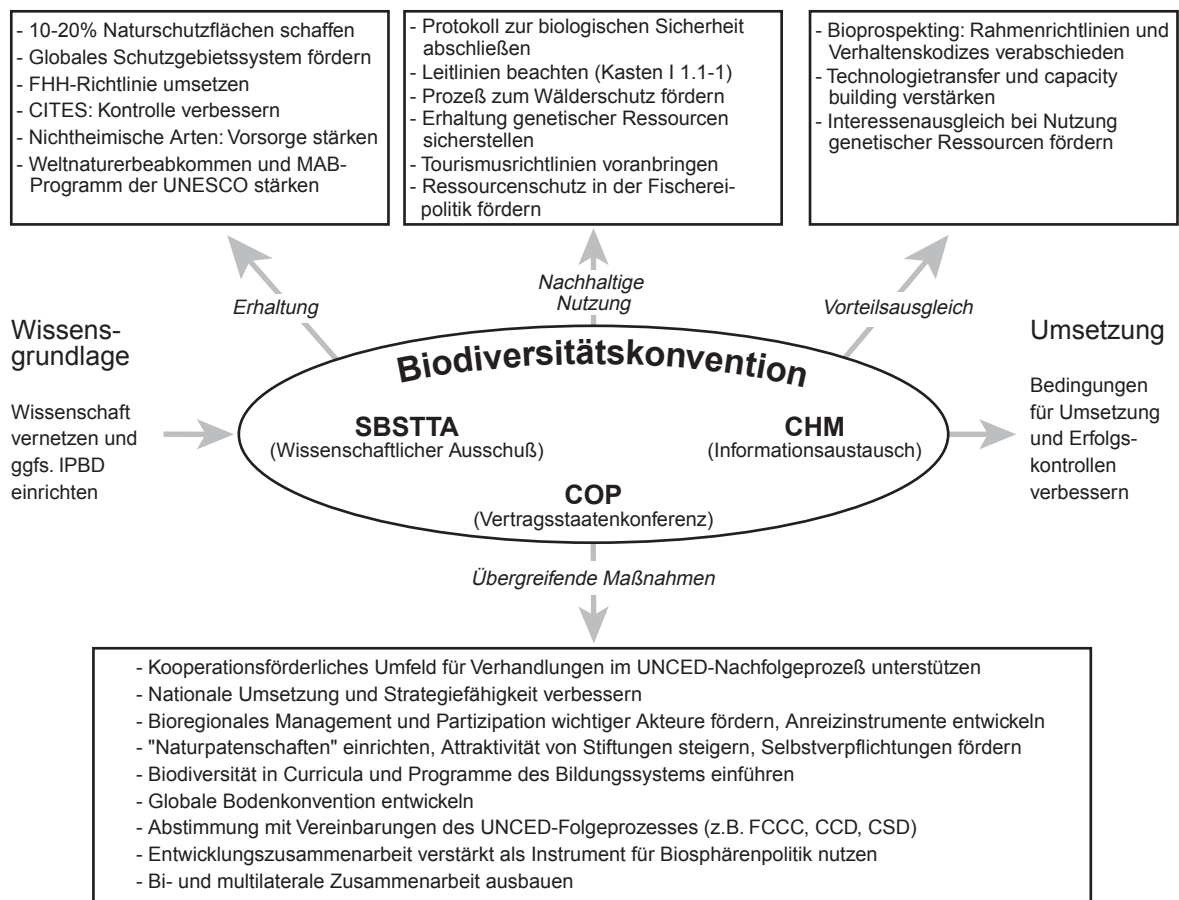 - 10-20% Naturschutzflächen schaffen
- Globales Schutzgebietssystem fördern
- FHH-Richtlinie umsetzen
- CITES: Kontrolle verbessern
- Nichtheimische Arten: Vorsorge stärken
- Weltnaturerbeabkommen und MAB-
Programm der UNESCO stärken
- Protokoll zur biologischen Sicherheit
abschließen
- Leitlinien beachten (Kasten I 1.1-1)
- Prozeß zum Wälderschutz fördern
- Erhaltung genetischer Ressourcen
sicherstellen
- Tourismusrichtlinien voranbringen
- Ressourcenschutz in der Fischerei-
politik fördern
- Bioprospekting: Rahmenrichtlinien und
Verhaltenskodizes verabschieden
- Technologietransfer und capacity
building verstärken
- Interessenausgleich bei Nutzung
genetischer Ressourcen fördern
Erhaltung
Nachhaltige
Nutzung
Vorteilsausgleich
Wissens-
grundlage
Wissenschaft
vernetzen und
ggfs. IPBD
einrichten
Biodiversitätskonvention
SBSTTA
(Wissenschaftlicher Ausschuß)
CHM
(Informationsaustausch)
COP
(Vertragsstaatenkonferenz)
Umsetzung
Bedingungen
für Umsetzung
und Erfolgs-
kontrollen
verbessern
Übergreifende Maßnahmen
- Kooperationsförderliches Umfeld für Verhandlungen im UNCED-Nachfolgeprozeß unterstützen
- Nationale Umsetzung und Strategiefähigkeit verbessern
- Bioregionales Management und Partizipation wichtiger Akteure fördern, Anreizinstrumente entwickeln
- "Naturpatenschaften" einrichten, Attraktivität von Stiftungen steigern, Selbstverpflichtungen fördern
- Biodiversität in Curricula und Programme des Bildungssystems einführen
- Globale Bodenkonvention entwickeln
- Abstimmung mit Vereinbarungen des UNCED-Folgeprozesses (z.B. FCCC, CCD, CSD)
- Entwicklungszusammenarbeit verstärkt als Instrument für Biosphärenpolitik nutzen
- Bi- und multilaterale Zusammenarbeit ausbauen